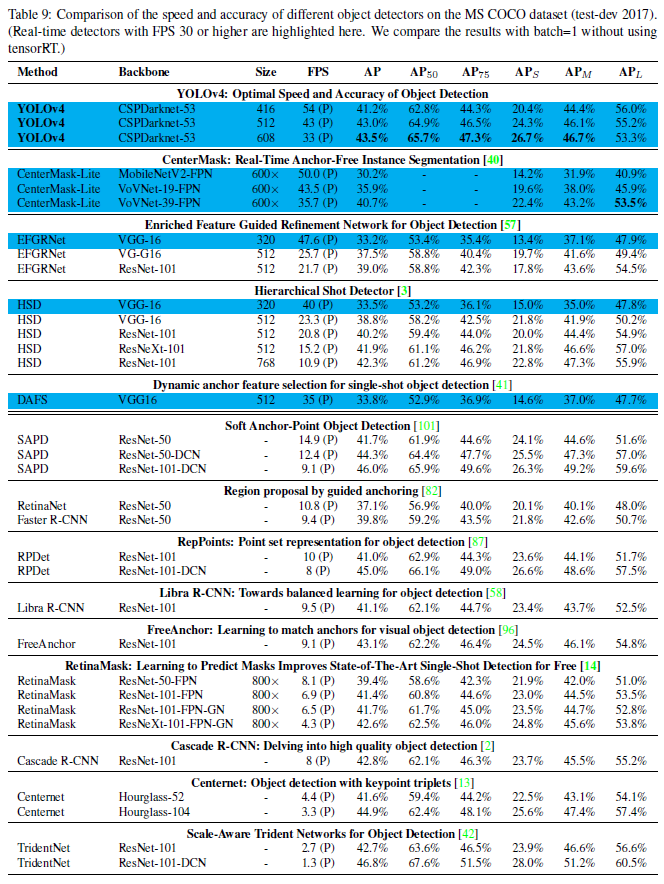 Table 9: Comparison of the speed and accuracy of different object detectors on the MS COCO dataset (test-dev 2017).
(Real-time detectors with FPS 30 or higher are highlighted here. We compare the results with batch=1 without using
tensorRT.)
Method Backbone Size FPS AP AP50 AP75 APS APM APL
YOLOv4: Optimal Speed and Accuracy of Object Detection
YOLOv4 CSPDarknet-53 416 54 (P) 41.2% 62.8% 44.3% 20.4% 44.4% 56.0%
YOLOv4 CSPDarknet-53 512 43 (P) 43.0% 64.9% 46.5% 24.3% 46.1% 55.2%
YOLOv4 CSPDarknet-53 608 33 (P) 43.5% 65.7% 47.3% 26.7% 46.7% 53.3%
CenterMask: Real-Time Anchor-Free Instance Segmentation [40]
CenterMask-Lite MobileNetV2-FPN 600× 50.0 (P) 30.2% - - 14.2% 31.9% 40.9%
CenterMask-Lite VoVNet-19-FPN 600× 43.5 (P) 35.9% - - 19.6% 38.0% 45.9%
CenterMask-Lite VoVNet-39-FPN 600× 35.7 (P) 40.7% - - 22.4% 43.2% 53.5%
Enriched Feature Guided Refinement Network for Object Detection [57]
EFGRNet VGG-16 320 47.6 (P) 33.2% 53.4% 35.4% 13.4% 37.1% 47.9%
EFGRNet VG-G16 512 25.7 (P) 37.5% 58.8% 40.4% 19.7% 41.6% 49.4%
EFGRNet ResNet-101 512 21.7 (P) 39.0% 58.8% 42.3% 17.8% 43.6% 54.5%
Hierarchical Shot Detector [3]
HSD VGG-16 320 40 (P) 33.5% 53.2% 36.1% 15.0% 35.0% 47.8%
HSD VGG-16 512 23.3 (P) 38.8% 58.2% 42.5% 21.8% 41.9% 50.2%
HSD ResNet-101 512 20.8 (P) 40.2% 59.4% 44.0% 20.0% 44.4% 54.9%
HSD ResNeXt-101 512 15.2 (P) 41.9% 61.1% 46.2% 21.8% 46.6% 57.0%
HSD ResNet-101 768 10.9 (P) 42.3% 61.2% 46.9% 22.8% 47.3% 55.9%
Dynamic anchor feature selection for single-shot object detection [41]
DAFS VGG16 512 35 (P) 33.8% 52.9% 36.9% 14.6% 37.0% 47.7%
Soft Anchor-Point Object Detection [101]
SAPD ResNet-50 - 14.9 (P) 41.7% 61.9% 44.6% 24.1% 44.6% 51.6%
SAPD ResNet-50-DCN - 12.4 (P) 44.3% 64.4% 47.7% 25.5% 47.3% 57.0%
SAPD ResNet-101-DCN - 9.1 (P) 46.0% 65.9% 49.6% 26.3% 49.2% 59.6%
Region proposal by guided anchoring [82]
RetinaNet ResNet-50 - 10.8 (P) 37.1% 56.9% 40.0% 20.1% 40.1% 48.0%
Faster R-CNN ResNet-50 - 9.4 (P) 39.8% 59.2% 43.5% 21.8% 42.6% 50.7%
RepPoints: Point set representation for object detection [87]
RPDet ResNet-101 - 10 (P) 41.0% 62.9% 44.3% 23.6% 44.1% 51.7%
RPDet ResNet-101-DCN - 8 (P) 45.0% 66.1% 49.0% 26.6% 48.6% 57.5%
Libra R-CNN: Towards balanced learning for object detection [58]
Libra R-CNN ResNet-101 - 9.5 (P) 41.1% 62.1% 44.7% 23.4% 43.7% 52.5%
FreeAnchor: Learning to match anchors for visual object detection [96]
FreeAnchor ResNet-101 - 9.1 (P) 43.1% 62.2% 46.4% 24.5% 46.1% 54.8%
RetinaMask: Learning to Predict Masks Improves State-of-The-Art Single-Shot Detection for Free [14]
RetinaMask ResNet-50-FPN 800× 8.1 (P) 39.4% 58.6% 42.3% 21.9% 42.0% 51.0%
RetinaMask ResNet-101-FPN 800× 6.9 (P) 41.4% 60.8% 44.6% 23.0% 44.5% 53.5%
RetinaMask ResNet-101-FPN-GN 800× 6.5 (P) 41.7% 61.7% 45.0% 23.5% 44.7% 52.8%
RetinaMask ResNeXt-101-FPN-GN 800× 4.3 (P) 42.6% 62.5% 46.0% 24.8% 45.6% 53.8%
Cascade R-CNN: Delving into high quality object detection [2]
Cascade R-CNN ResNet-101 - 8 (P) 42.8% 62.1% 46.3% 23.7% 45.5% 55.2%
Centernet: Object detection with keypoint triplets [13]
Centernet Hourglass-52 - 4.4 (P) 41.6% 59.4% 44.2% 22.5% 43.1% 54.1%
Centernet Hourglass-104 - 3.3 (P) 44.9% 62.4% 48.1% 25.6% 47.4% 57.4%
Scale-Aware Trident Networks for Object Detection [42]
TridentNet ResNet-101 - 2.7 (P) 42.7% 63.6% 46.5% 23.9% 46.6% 56.6%
TridentNet ResNet-101-DCN - 1.3 (P) 46.8% 67.6% 51.5% 28.0% 51.2% 60.5%